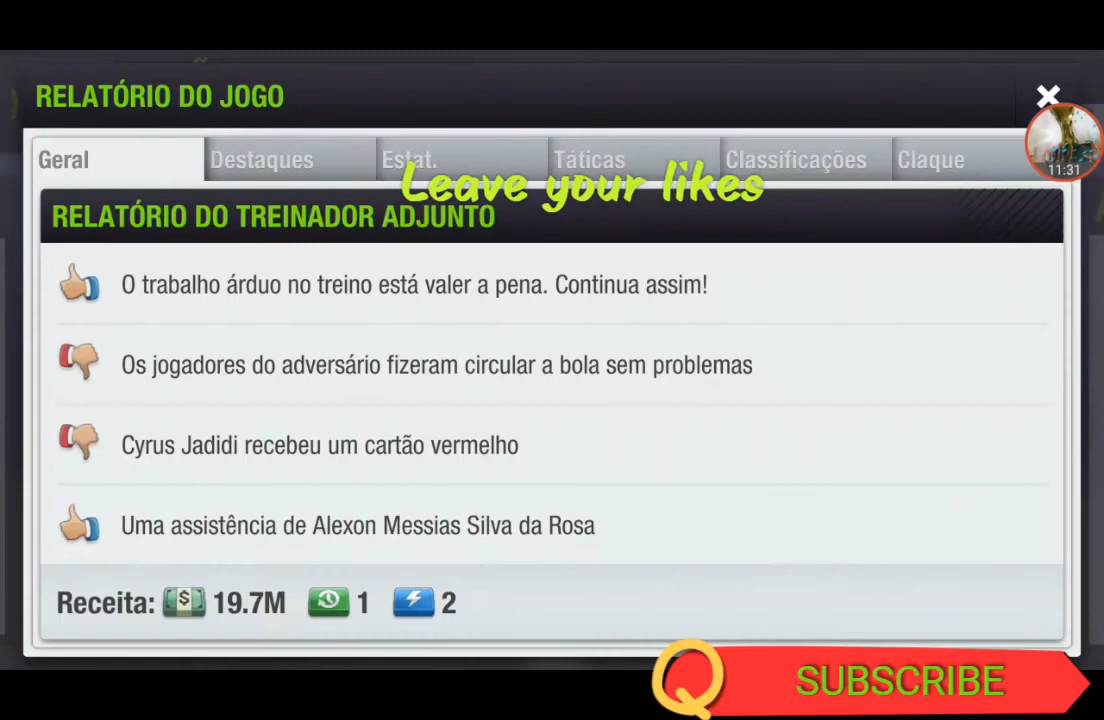 RELATÓRIO DO JOGO
11:31
Geral
Destaques
Estat.
Táticas
Classificações
Claque
Leave your likes
RELATÓRIO DO TREINADOR ADJUNTO
O trabalho árduo no treino está valer a pena. Continua assim!
Os jogadores do adversário fizeram circular a bola sem problemas
Cyrus Jadidi recebeu um cartão vermelho
Uma assistência de Alexon Messias Silva da Rosa
Receita: $ 19.7M 1 2
SUBSCRIBE